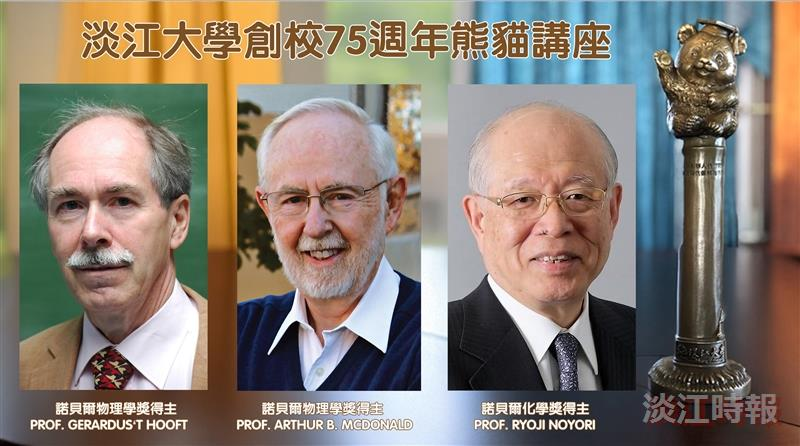 淡江大學創校75週年熊貓講座
諾貝爾物理學獎得主
PROF. GERARDUS'T HOOFT
諾貝爾物理學獎得主
PROF. ARTHUR B. MCDONALD
諾貝爾化學獎得主
PROF. RYOJI NOYORI
淡江時報